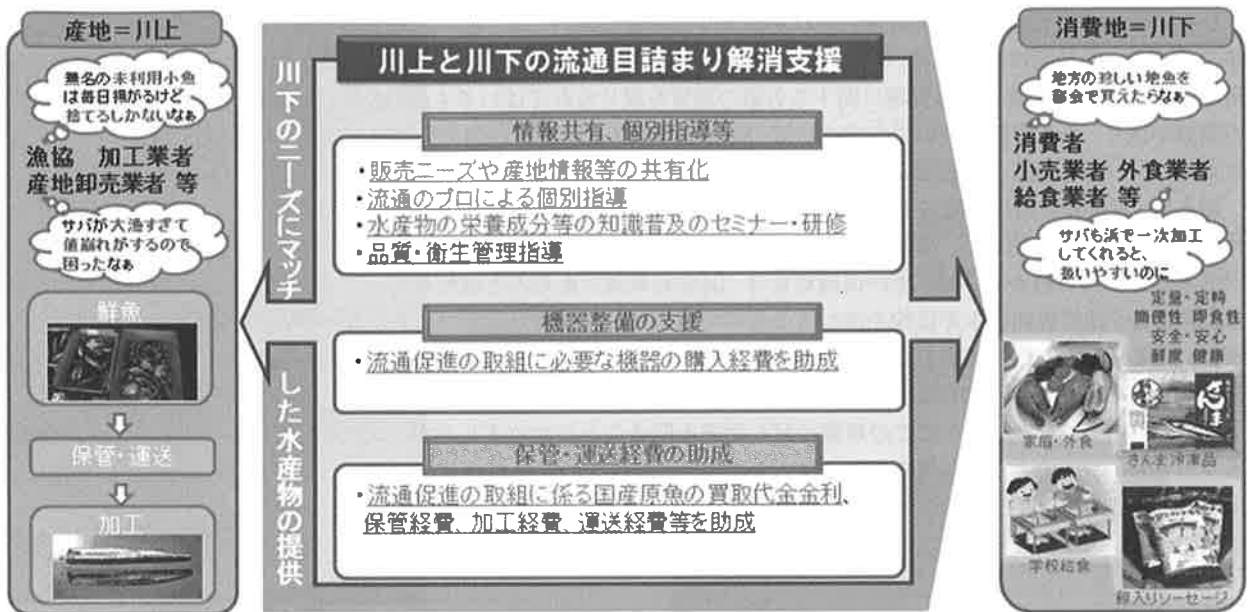 産地＝川上
無名の未利用小魚
は毎日揚がるけど
捨てるしかないなぁ
漁協　加工業者
産地卸売業者 等
サバが大漁すぎて
値崩れがするので
困ったなぁ
鮮魚
保管・運送
加工
川下のニーズにマッチ
した水産物の提供
川上と川下の流通目詰まり解消支援
情報共有、個別指導等
・販売ニーズや産地情報等の共有化
・流通のプロによる個別指導
・水産物の栄養成分等の知識普及のセミナー・研修
・品質・衛生管理指導
機器整備の支援
・流通促進の取組に必要な機器の購入経費を助成
保管・運送経費の助成
・流通促進の取組に係る国産原魚の買取代金金利、
保管経費、加工経費、運送経費等を助成
消費地＝川下
地方の珍しい地魚を
都会で買えたらなぁ
消費者
小売業者 外食業者
給食業者 等
サバも浜で一次加工
してくれると、
扱いやすいのに
定量・定時
簡便性 即食性
安全・安心
鮮度 健康
家庭・外食
さんま
さんま冷凍品
学校給食
入りソーセージ